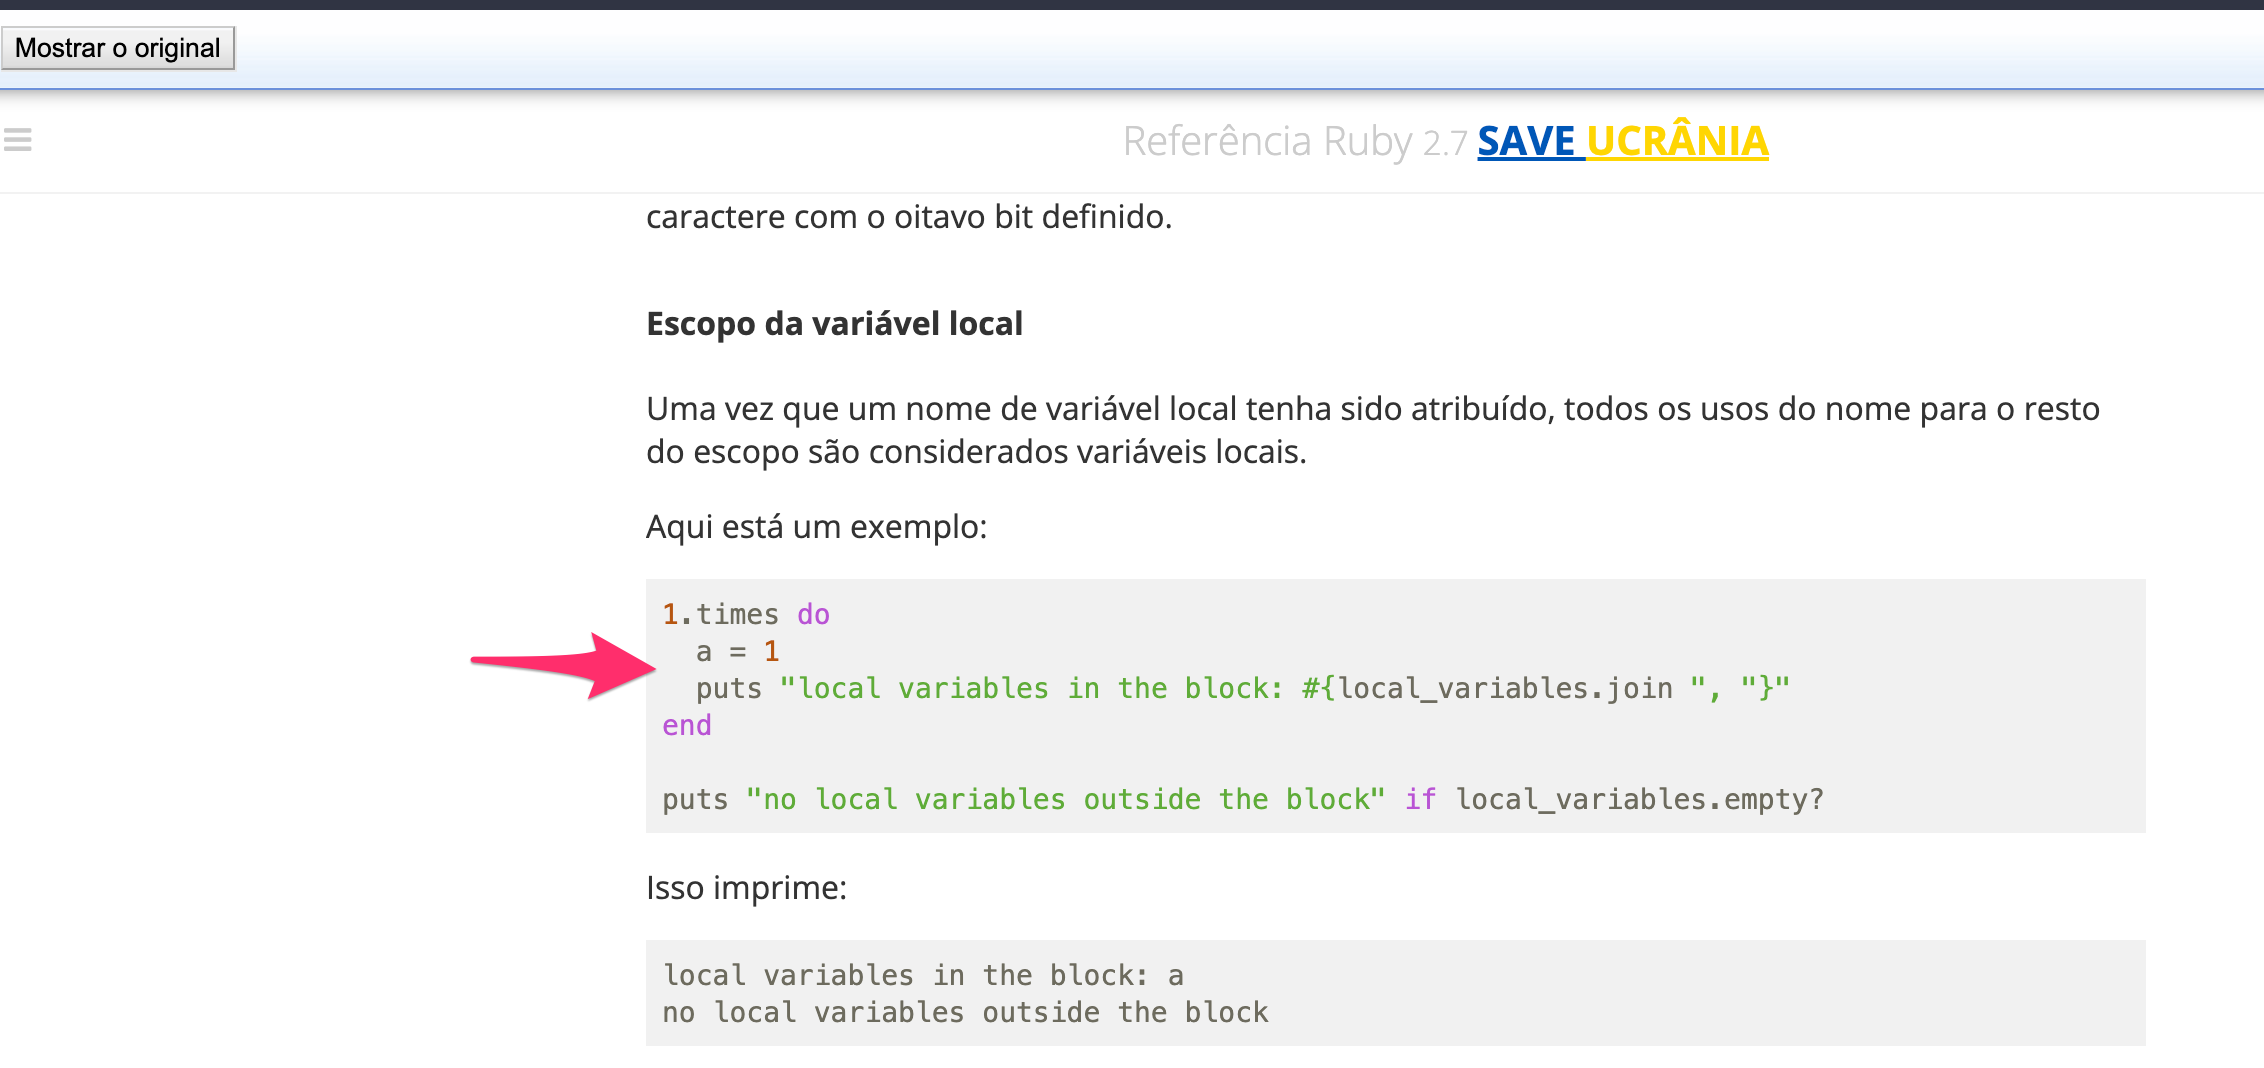 Mostrar o original
Referência Ruby 2.7 SAVE UCRÂNIA
caractere com o oitavo bit definido.
Escopo da variável local
Uma vez que um nome de variável local tenha sido atribuído, todos os usos do nome para o resto
do escopo são considerados variáveis locais.
Aqui está um exemplo:
1.times do
  a = 1
  puts "local variables in the block: #{local_variables.join ", "}"
end
puts "no local variables outside the block" if local_variables.empty?
Isso imprime:
local variables in the block: a
no local variables outside the block